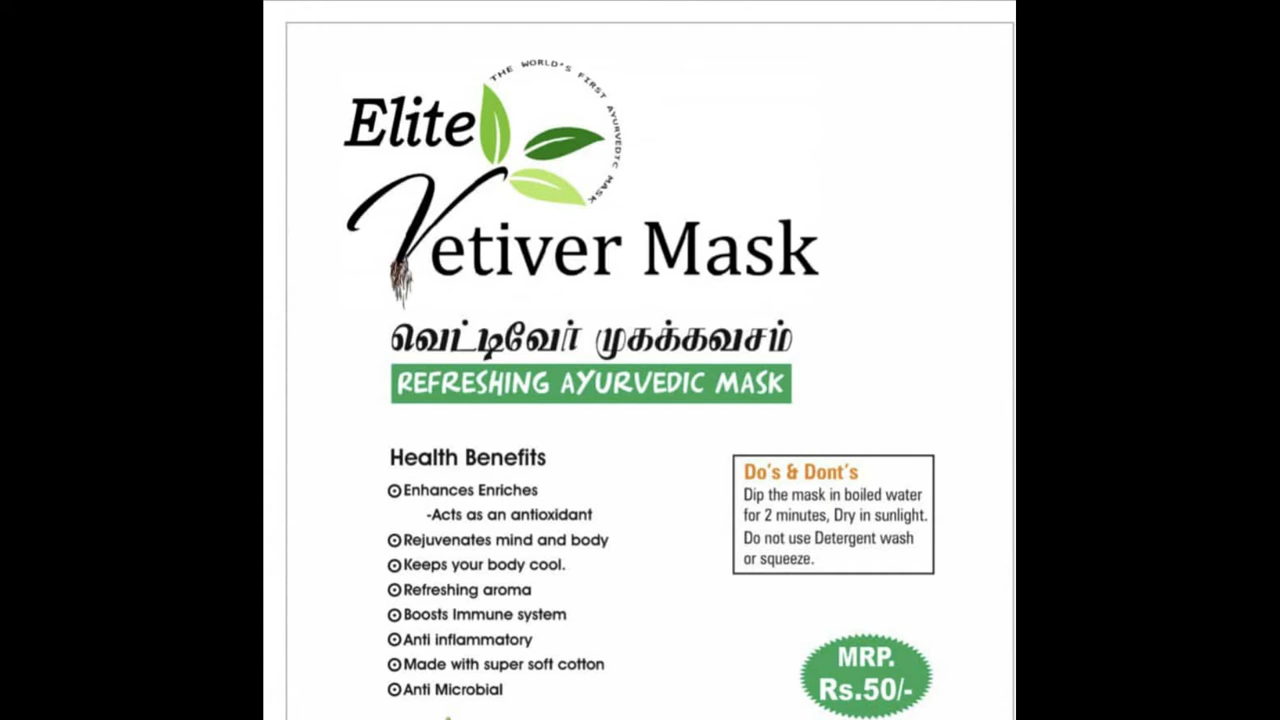 THE WORLD'S FIRST AYURVEDIC MASK
Elite
Vetiver Mask
வெட்டிவேர் முகக்கவசம்
REFRESHING AYURVEDIC MASK
Health Benefits
Enhances Enriches
-Acts as an antioxidant
Rejuvenates mind and body
Keeps your body cool.
Refreshing aroma
Boosts Immune system
Anti inflammatory
Made with super soft cotton
Anti Microbial
Do's & Dont's
Dip the mask in boiled water
for 2 minutes, Dry in sunlight.
Do not use Detergent wash
or squeeze.
MRP.
Rs.50/-